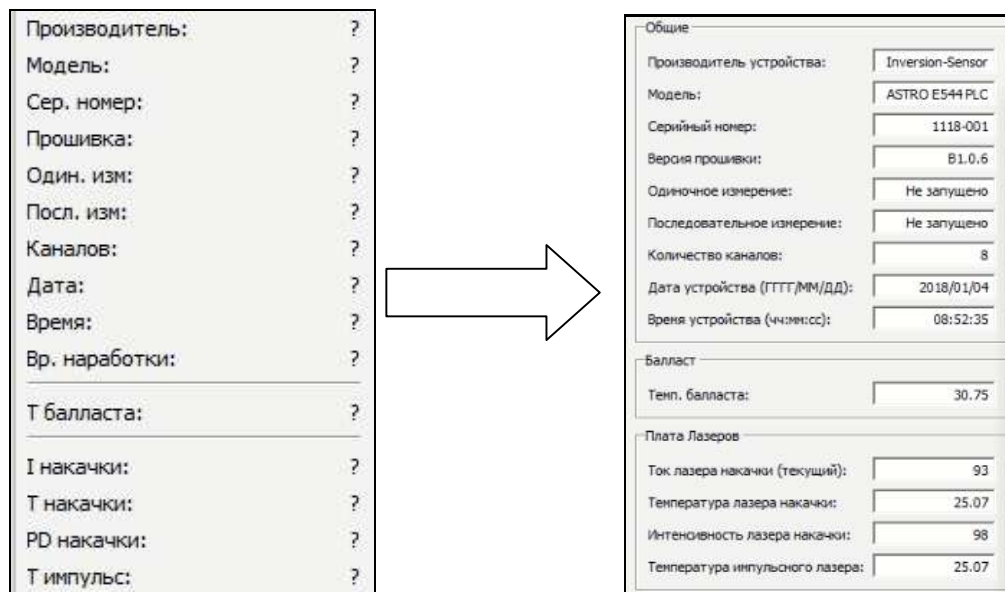 Производитель: ?
Модель: ?
Сер. номер: ?
Прошивка: ?
Один. изм: ?
Посл. изм: ?
Каналов: ?
Дата: ?
Время: ?
Вр. наработки: ?
Т балласта: ?
I накачки: ?
Т накачки: ?
PD накачки: ?
Т импульс: ?
Общие
Производитель устройства: Inversion-Sensor
Модель: ASTRO E544 PLC
Серийный номер: 1118-001
Версия прошивки: B1.0.6
Одиночное измерение: Не запущено
Последовательное измерение: Не запущено
Количество каналов: 8
Дата устройства (ГГГГ/ММ/ДД): 2018/01/04
Время устройства (чч:мм:сс): 08:52:35
Балласт
Темп. балласта: 30.75
Плата Лазеров
Ток лазера накачки (текущий): 93
Температура лазера накачки: 25.07
Интенсивность лазера накачки: 98
Температура импульсного лазера: 25.07